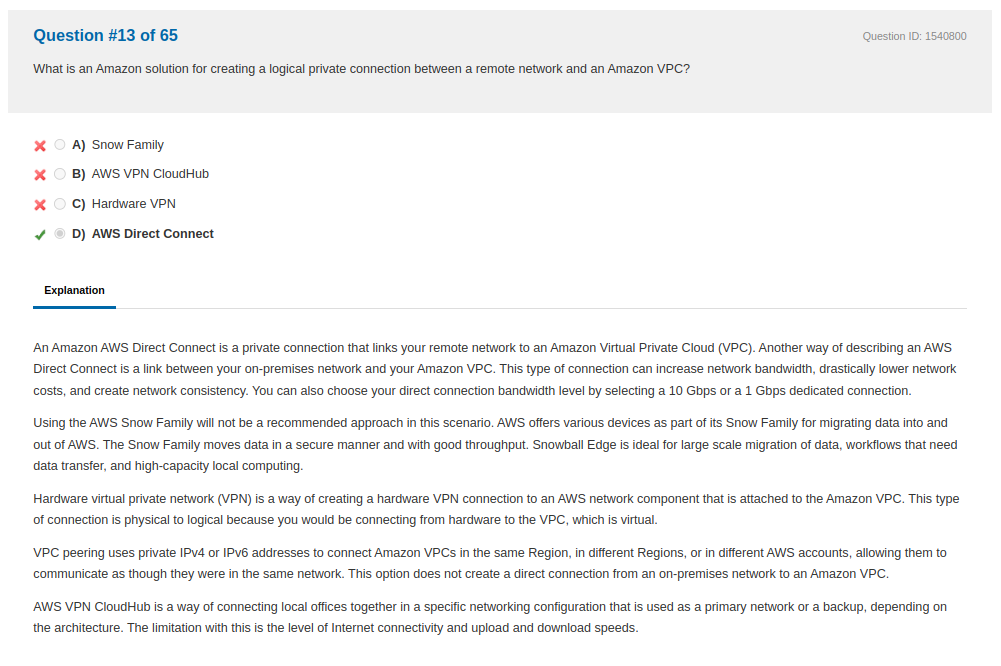 Question #13 of 65
Question ID: 1540800
What is an Amazon solution for creating a logical private connection between a remote network and an Amazon VPC?
A) Snow Family
B) AWS VPN CloudHub
C) Hardware VPN
D) AWS Direct Connect
Explanation
An Amazon AWS Direct Connect is a private connection that links your remote network to an Amazon Virtual Private Cloud (VPC). Another way of describing an AWS
Direct Connect is a link between your on-premises network and your Amazon VPC. This type of connection can increase network bandwidth, drastically lower network
costs, and create network consistency. You can also choose your direct connection bandwidth level by selecting a 10 Gbps or a 1 Gbps dedicated connection.
Using the AWS Snow Family will not be a recommended approach in this scenario. AWS offers various devices as part of its Snow Family for migrating data into and
out of AWS. The Snow Family moves data in a secure manner and with good throughput. Snowball Edge is ideal for large scale migration of data, workflows that need
data transfer, and high-capacity local computing.
Hardware virtual private network (VPN) is a way of creating a hardware VPN connection to an AWS network component that is attached to the Amazon VPC. This type
of connection is physical to logical because you would be connecting from hardware to the VPC, which is virtual.
VPC peering uses private IPv4 or IPv6 addresses to connect Amazon VPCs in the same Region, in different Regions, or in different AWS accounts, allowing them to
communicate as though they were in the same network. This option does not create a direct connection from an on-premises network to an Amazon VPC.
AWS VPN CloudHub is a way of connecting local offices together in a specific networking configuration that is used as a primary network or a backup, depending on
the architecture. The limitation with this is the level of Internet connectivity and upload and download speeds.